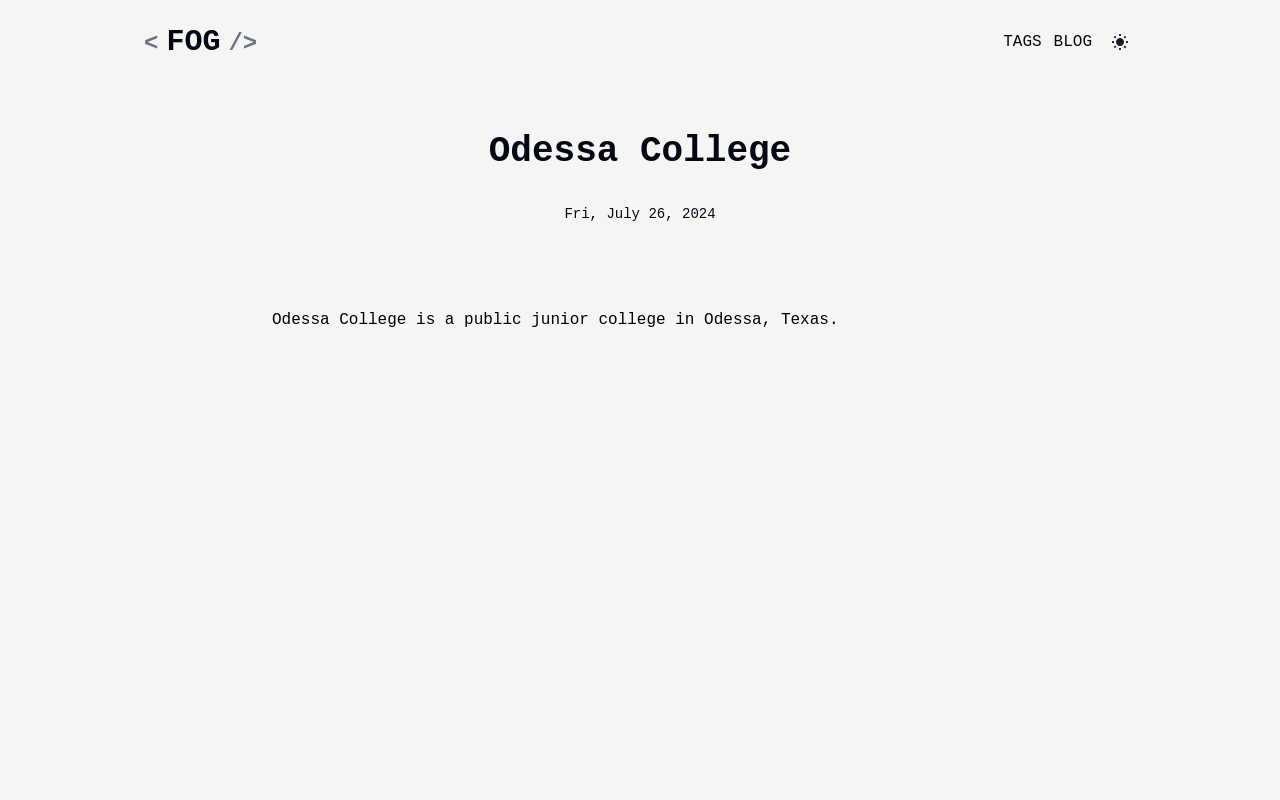 < FOG />
TAGS BLOG
Odessa College
Fri, July 26, 2024
Odessa College is a public junior college in Odessa, Texas.